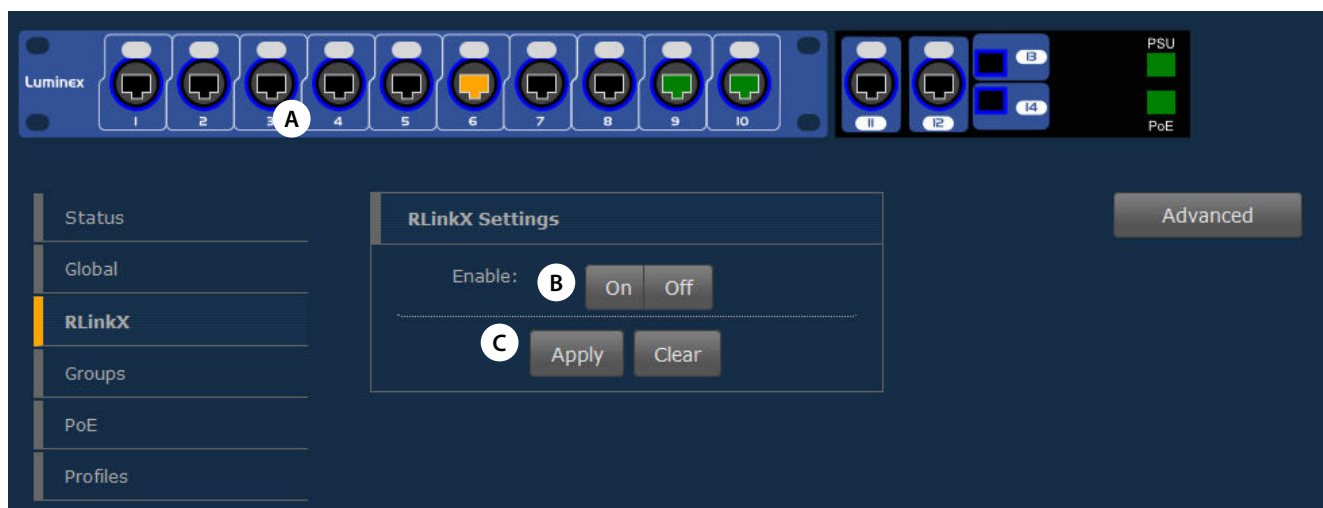 Luminex
1 2 3 A 4 5 6 7 8 9 10
11 12
13
14
PSU
PoE
Status
Global
RLinkX
Groups
PoE
Profiles
RLinkX Settings
Enable: B On Off
C Apply Clear
Advanced